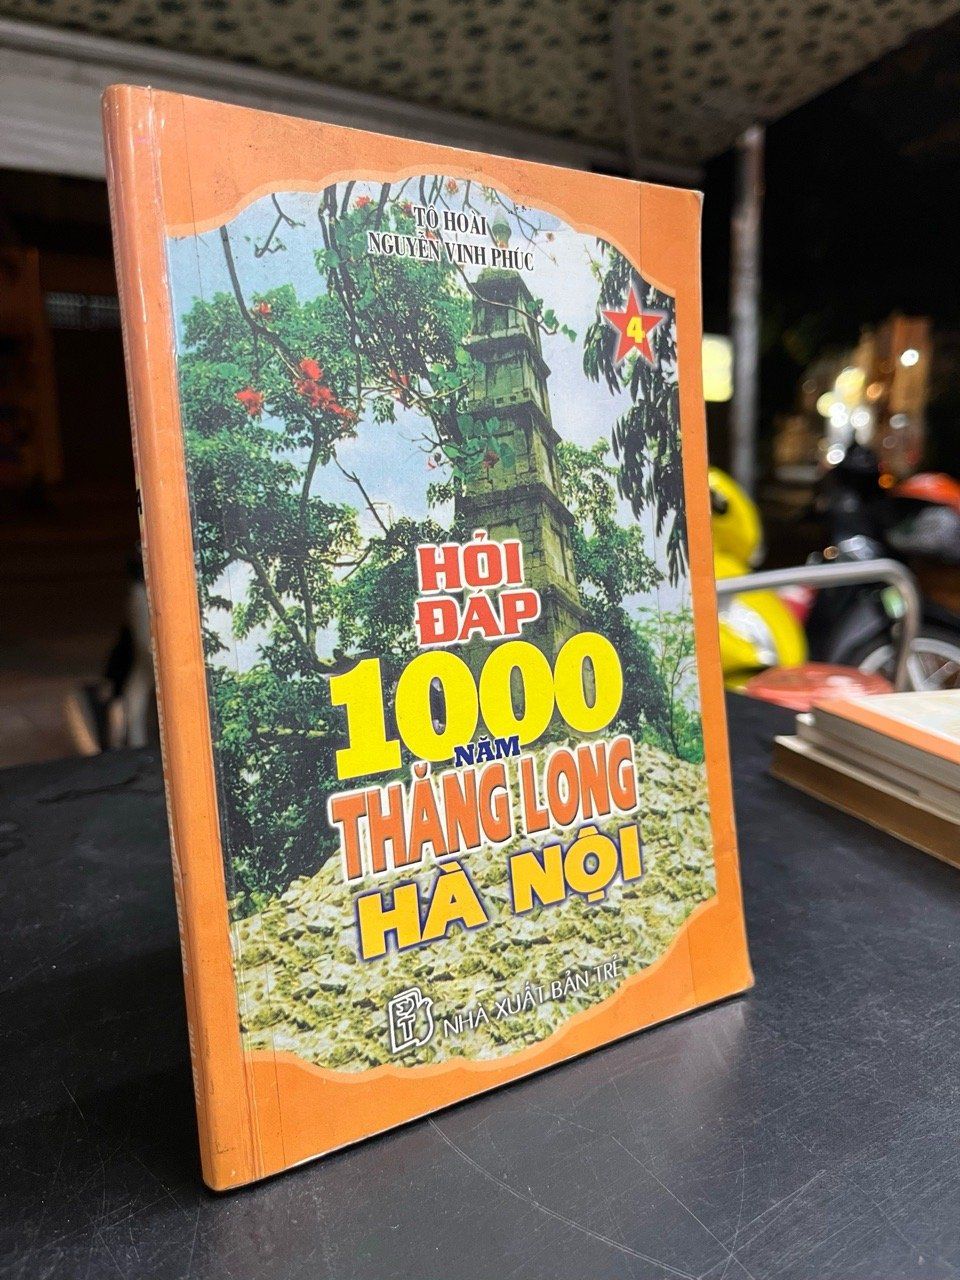 TÔ HOÀI
NGUYỄN VINH PHÚC
4
HỎI
ĐÁP
1000
NĂM
THĂNG LONG
HÀ NỘI
NHÀ XUẤT BẢN TRẺ